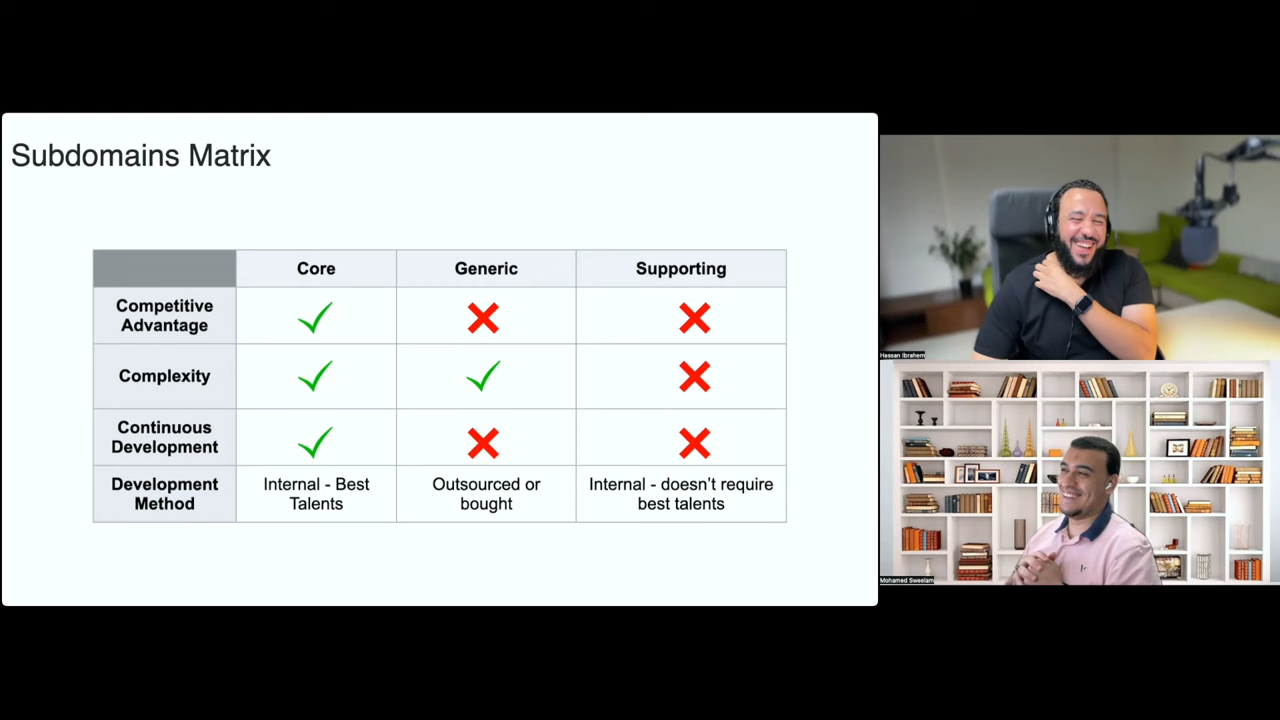 Subdomains Matrix
Core
Generic
Supporting
Competitive
Advantage
Complexity
Continuous
Development
Development
Method
Internal - Best
Talents
Outsourced or
bought
Internal - doesn’t require
best talents
Hassan Ibrahem
Mohamed Sweelam